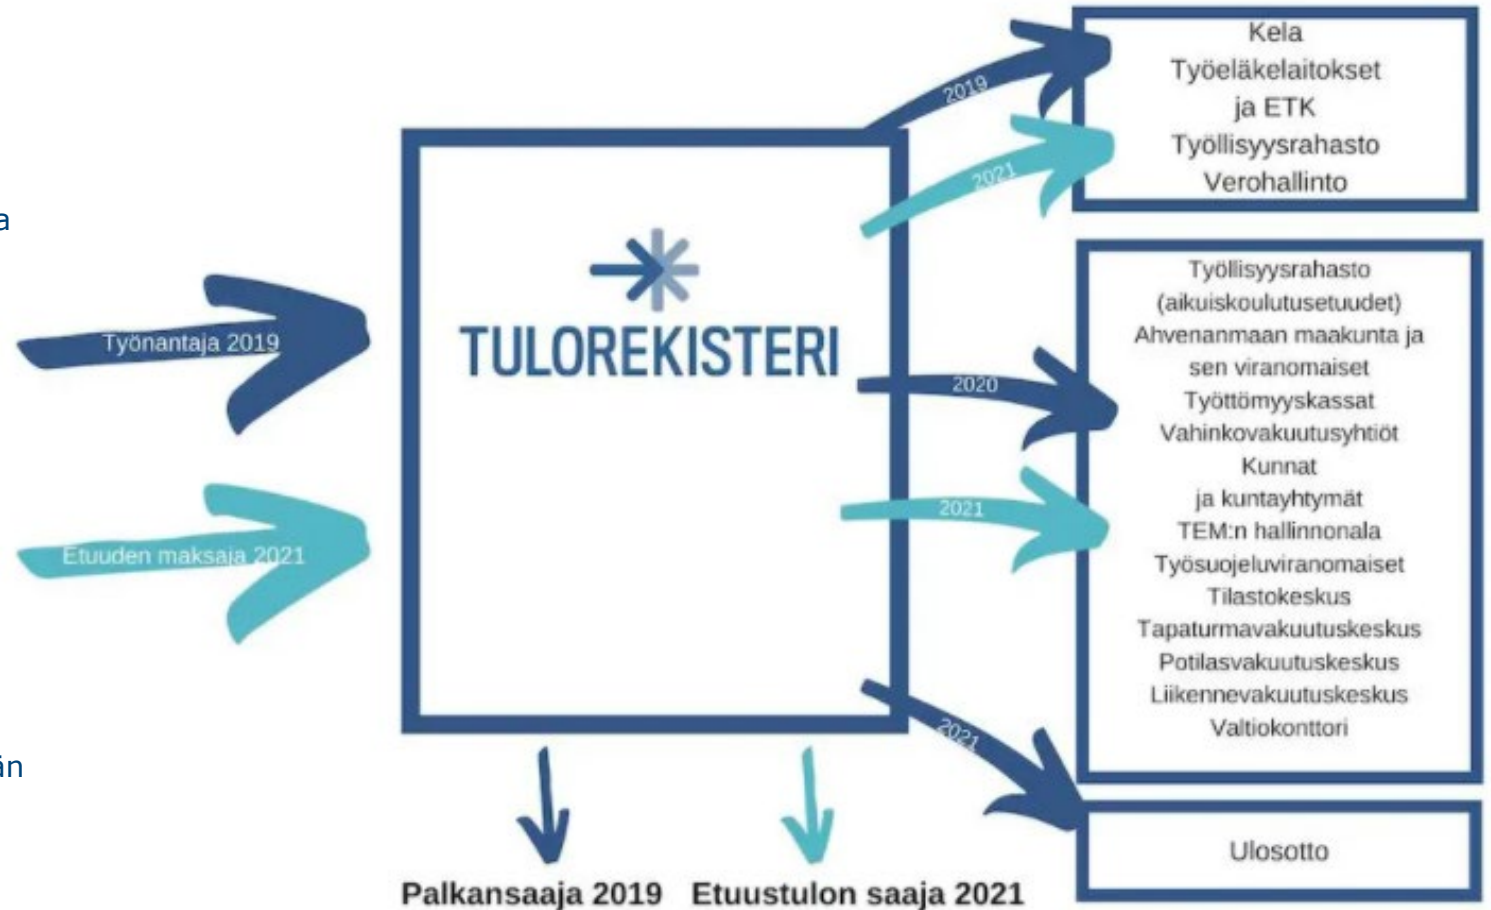 a
än
Työnantaja 2019
Etuuden maksaja 2021
TULOREKISTERI
2019
2021
2020
2021
2021
Kela
Työeläkelaitokset
ja ETK
Työllisyysrahasto
Verohallinto
Työllisyysrahasto
(aikuiskoulutusetuudet)
Ahvenanmaan maakunta ja
sen viranomaiset
Työttömyyskassat
Vahinkovakuutusyhtiöt
Kunnat
ja kuntayhtymät
TEM:n hallinnonala
Työsuojeluviranomaiset
Tilastokeskus
Tapaturmavakuutuskeskus
Potilasvakuutuskeskus
Liikennevakuutuskeskus
Valtiokonttori
Ulosotto
Palkansaaja 2019
Etuustulon saaja 2021